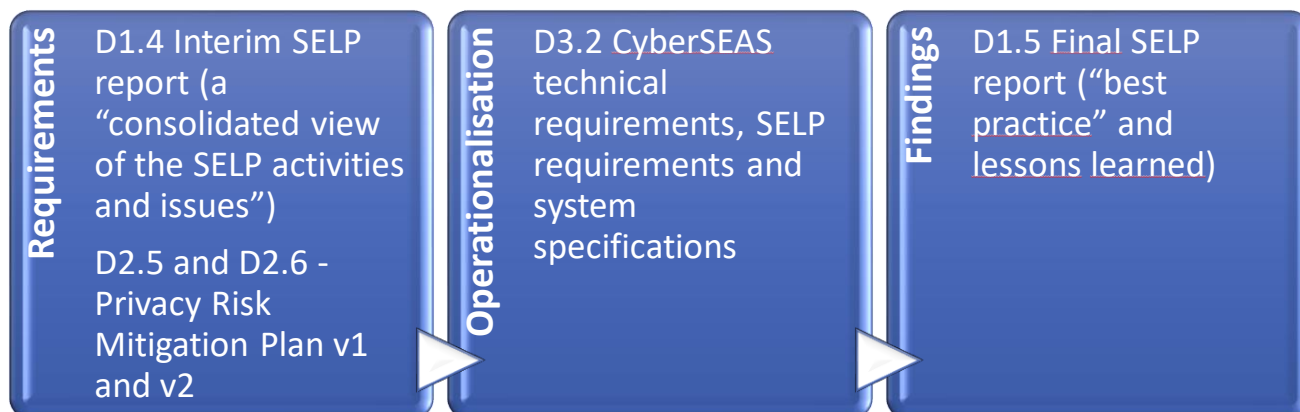 Requirements
D1.4 Interim SELP
report (a
“consolidated view
of the SELP activities
and issues”)
D2.5 and D2.6 -
Privacy Risk
Mitigation Plan v1
and v2
Operationalisation
D3.2 CyberSEAS
technical
requirements, SELP
requirements and
system
specifications
Findings
D1.5 Final SELP
report (“best
practice” and
lessons learned)